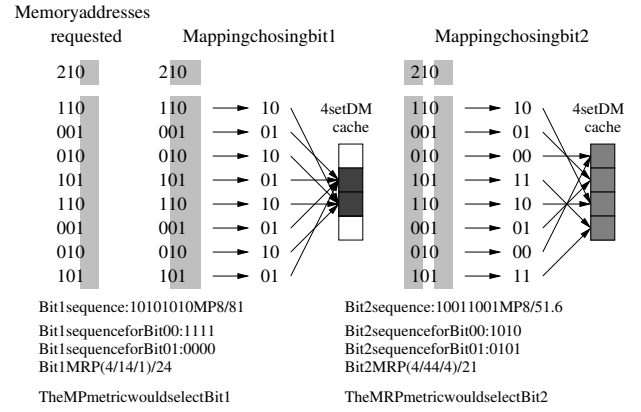 Memoryaddresses
requested Mappingchosingbit1 Mappingchosingbit2
210 210 210
110 110 10 4setDM 110 10 4setDM
001 001 01 cache 001 01 cache
010 010 10 010 00
101 101 01 101 11
110 110 10 110 10
001 001 01 001 01
010 010 10 010 00
101 101 01 101 11
Bit1sequence:10101010MP8/81 Bit2sequence:10011001MP8/51.6
Bit1sequenceforBit00:1111 Bit2sequenceforBit00:1010
Bit1sequenceforBit01:0000 Bit2sequenceforBit01:0101
Bit1MRP(4/14/1)/24 Bit2MRP(4/44/4)/21
TheMPmetricwouldselectBit1 TheMRPmetricwouldselectBit2